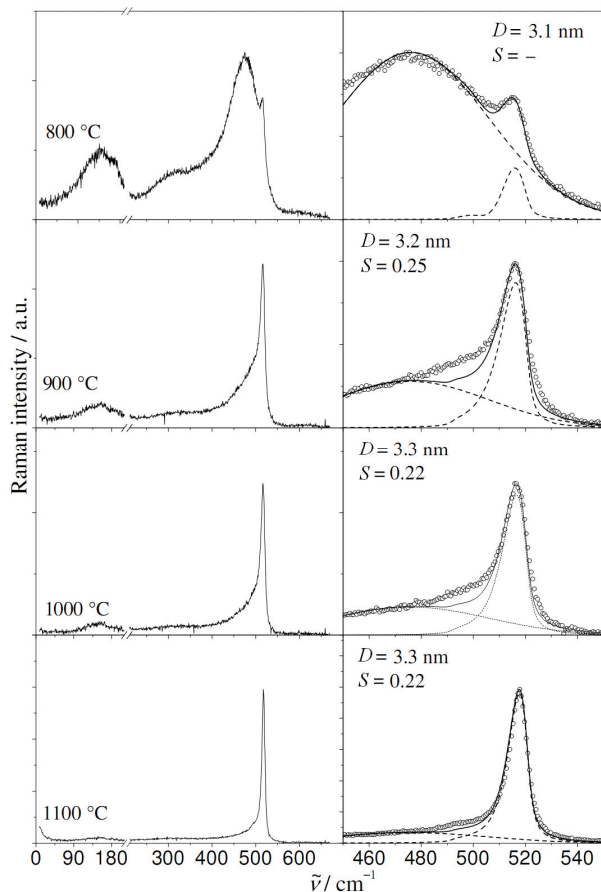 D = 3.1 nm
S = –
800 °C
D = 3.2 nm
S = 0.25
900 °C
D = 3.3 nm
S = 0.22
1000 °C
D = 3.3 nm
S = 0.22
1100 °C
Raman intensity / a.u.
0 90 180 300 400 500 600 460 480 500 520 540
ṽ / cm⁻¹